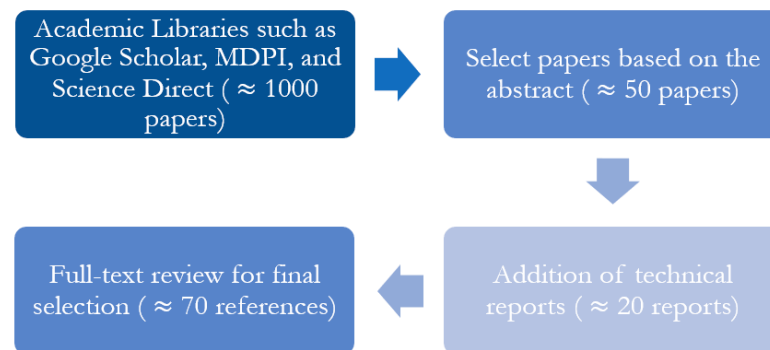 Academic Libraries such as
Google Scholar, MDPI, and
Science Direct ( ≈ 1000
papers)
Select papers based on the
abstract ( ≈ 50 papers)
Addition of technical
reports ( ≈ 20 reports)
Full-text review for final
selection ( ≈ 70 references)